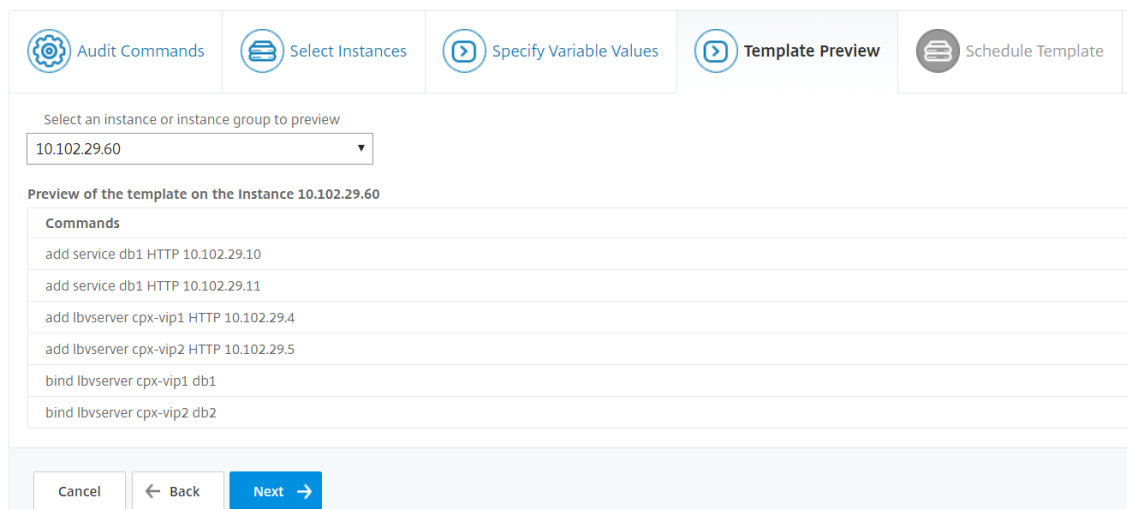 Audit Commands
Select Instances
Specify Variable Values
Template Preview
Schedule Template
Select an instance or instance group to preview
10.102.29.60
Preview of the template on the Instance 10.102.29.60
Commands
add service db1 HTTP 10.102.29.10
add service db1 HTTP 10.102.29.11
add lbvserver cpx-vip1 HTTP 10.102.29.4
add lbvserver cpx-vip2 HTTP 10.102.29.5
bind lbvserver cpx-vip1 db1
bind lbvserver cpx-vip2 db2
Cancel
Back
Next